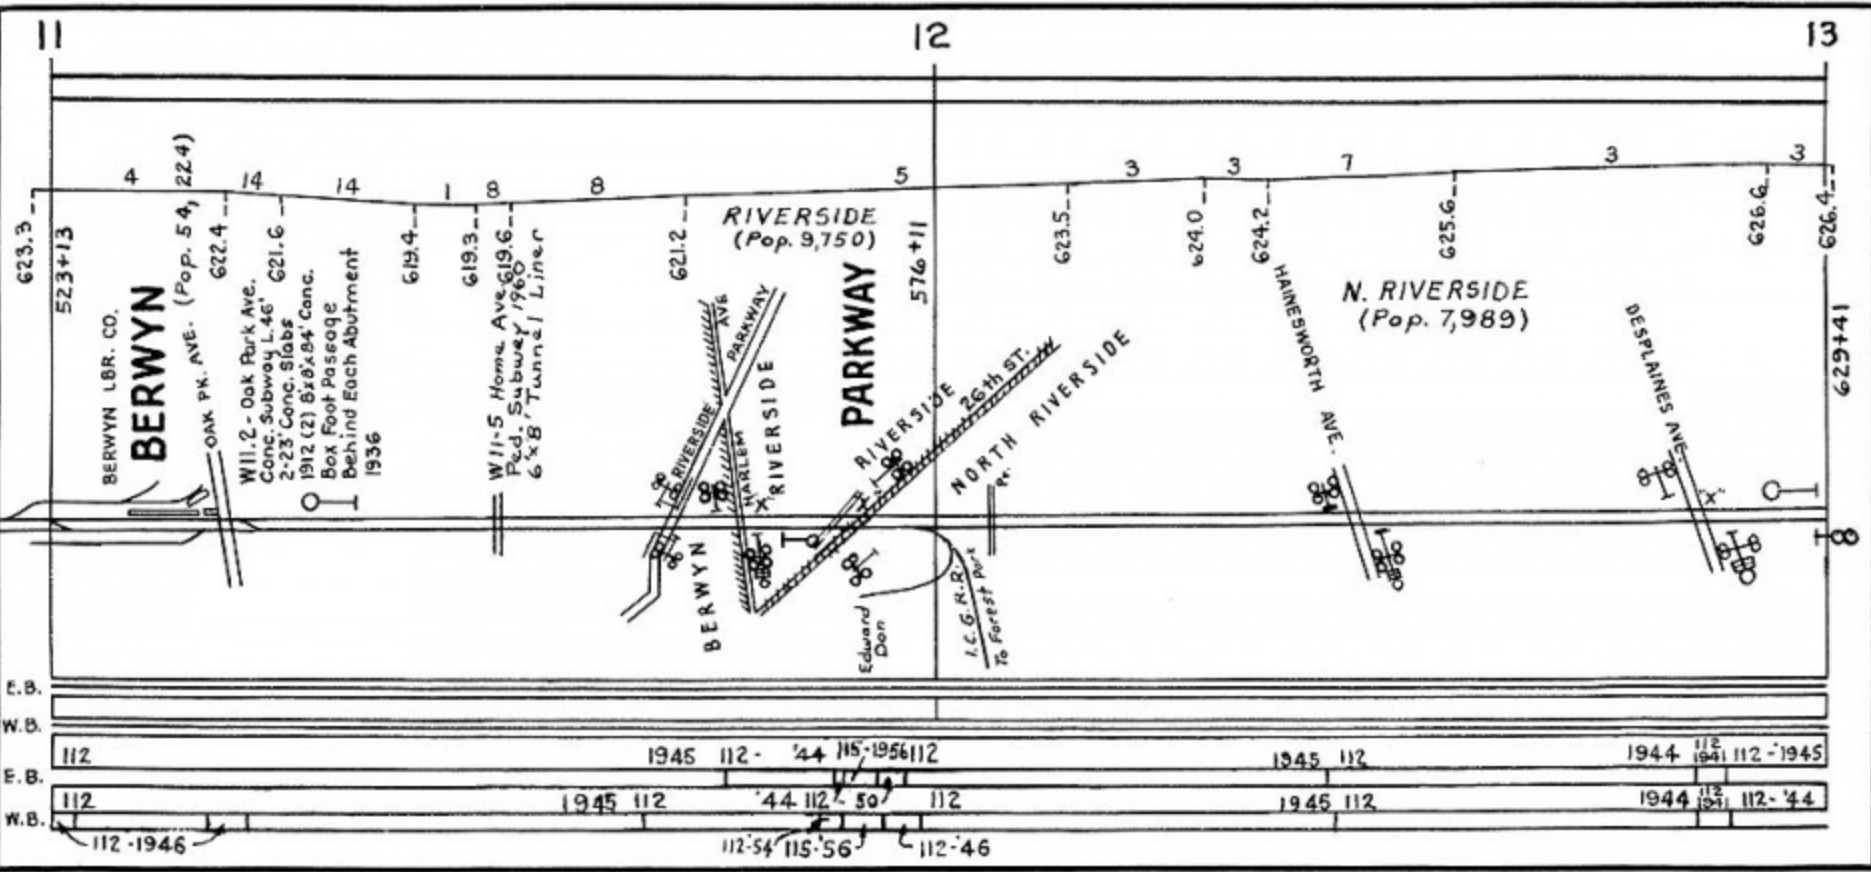 11
12
13
4
14
14
1
8
8
5
3
3
7
3
3
623.3
523+13
622.4
621.6
619.4
619.3
619.6
621.2
576+11
623.5
624.0
624.2
625.6
626.6
626.4
629+41
BERWYN LBR. CO.
BERWYN
(Pop. 54,224)
OAK PK. AVE.
W11.2 - Oak Park Ave.
Conc. Subway L. 46'
2-23' Conc. Slabs
1912 (2) 8'x8'x84' Conc.
Box Foot Passage
Behind Each Abutment
1936
W11-5 Home Ave.
Ped. Subway 1960
6'x8' Tunnel Liner
RIVERSIDE
(Pop. 9,750)
AVE
PARKWAY
RIVERSIDE
HARLEM
RIVERSIDE
BERWYN
PARKWAY
RIVERSIDE
26th ST.
NORTH RIVERSIDE
Pr.
Edward
Don
I.C.G.R.R.
To Forest Park
HAINESWORTH AVE.
N. RIVERSIDE
(Pop. 7,989)
DESPLAINES AVE.
E.B.
W.B.
E.B.
112 1945 112- '44 115-1956 112 1945 112 1944 112 1941 112-1945
W.B.
112 1945 112 '44 112-50 112 1945 112 1944 112 1941 112-'44
112-1946 112-54 115-'56 112-'46